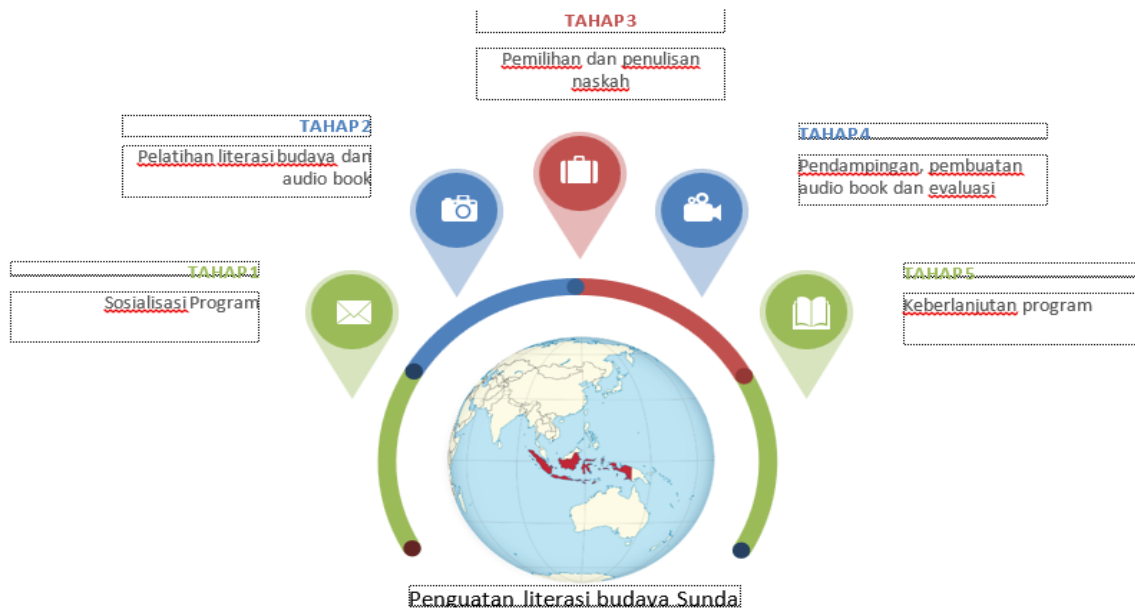 TAHAP1
Sosialisasi Program
TAHAP2
Pelatihan literasi budaya dan
audio book
TAHAP3
Pemilihan dan penulisan
naskah
TAHAP4
Pendampingan, pembuatan
audio book dan evaluasi
TAHAP5
Keberlanjutan program
Penguatan literasi budaya Sunda